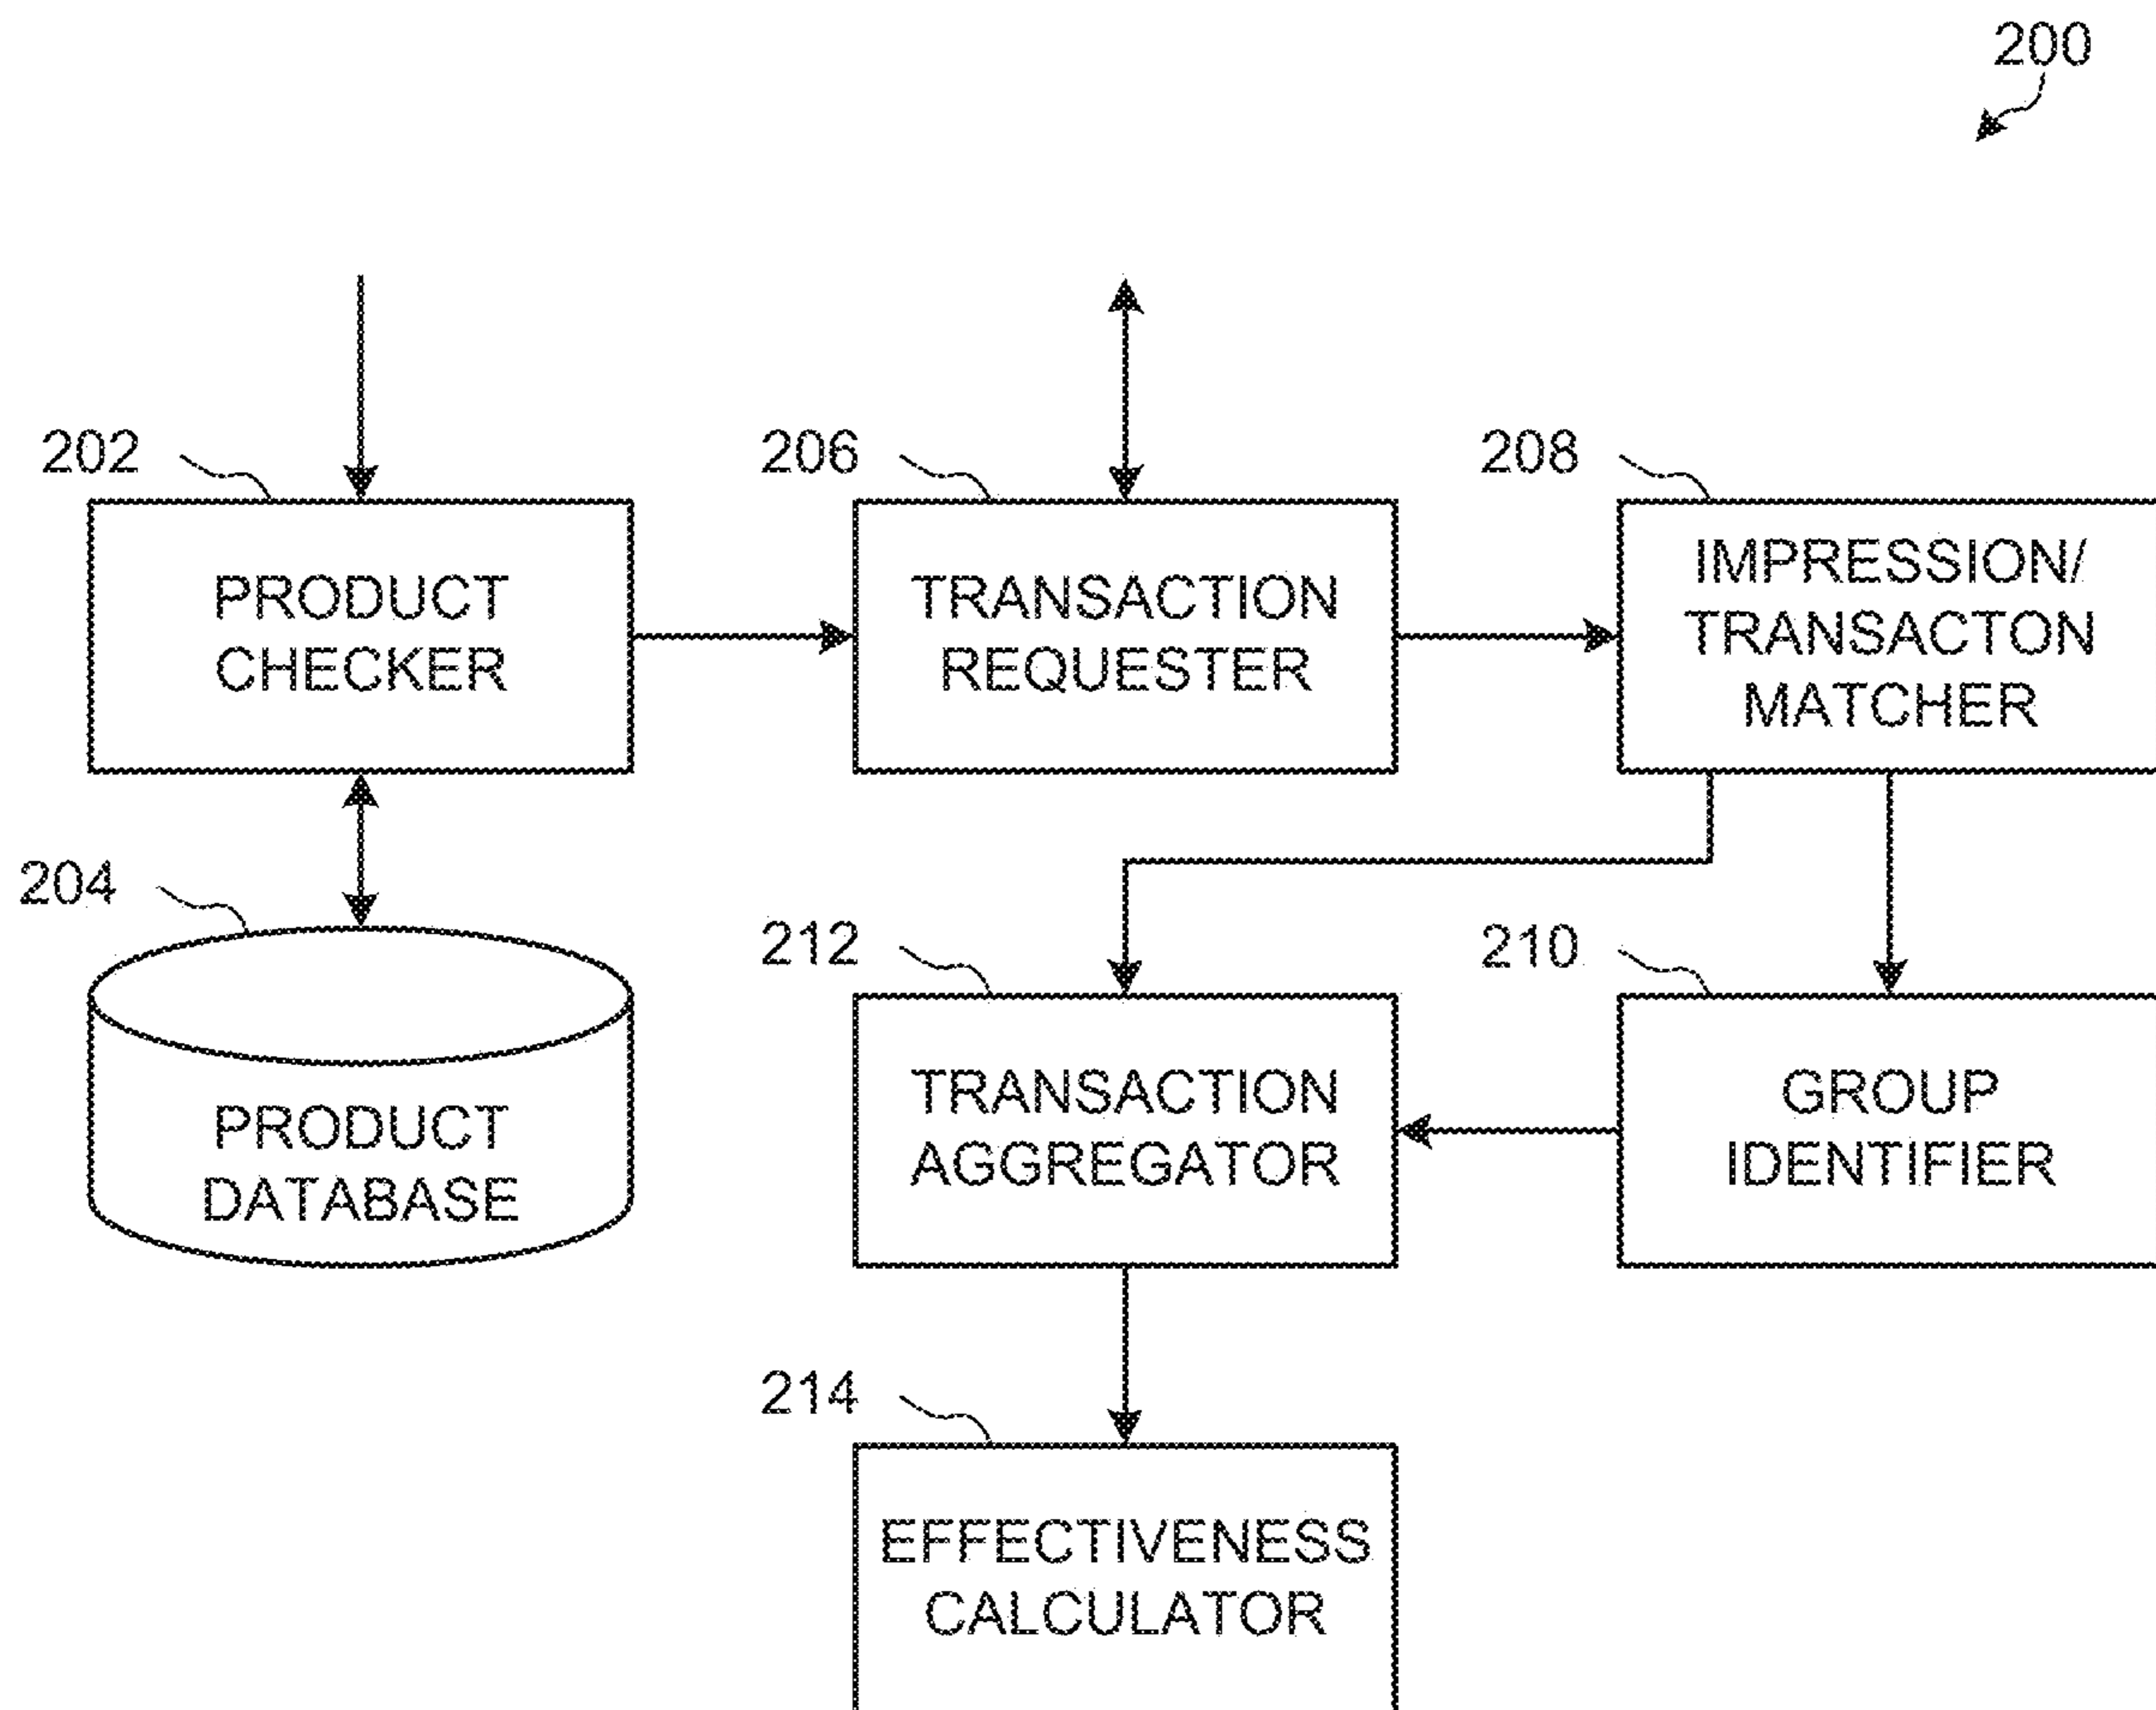 200
202
206
208
PRODUCT
CHECKER
TRANSACTION
REQUESTER
IMPRESSION/
TRANSACTON
MATCHER
204
212
210
PRODUCT
DATABASE
TRANSACTION
AGGREGATOR
GROUP
IDENTIFIER
214
EFFECTIVENESS
CALCULATOR